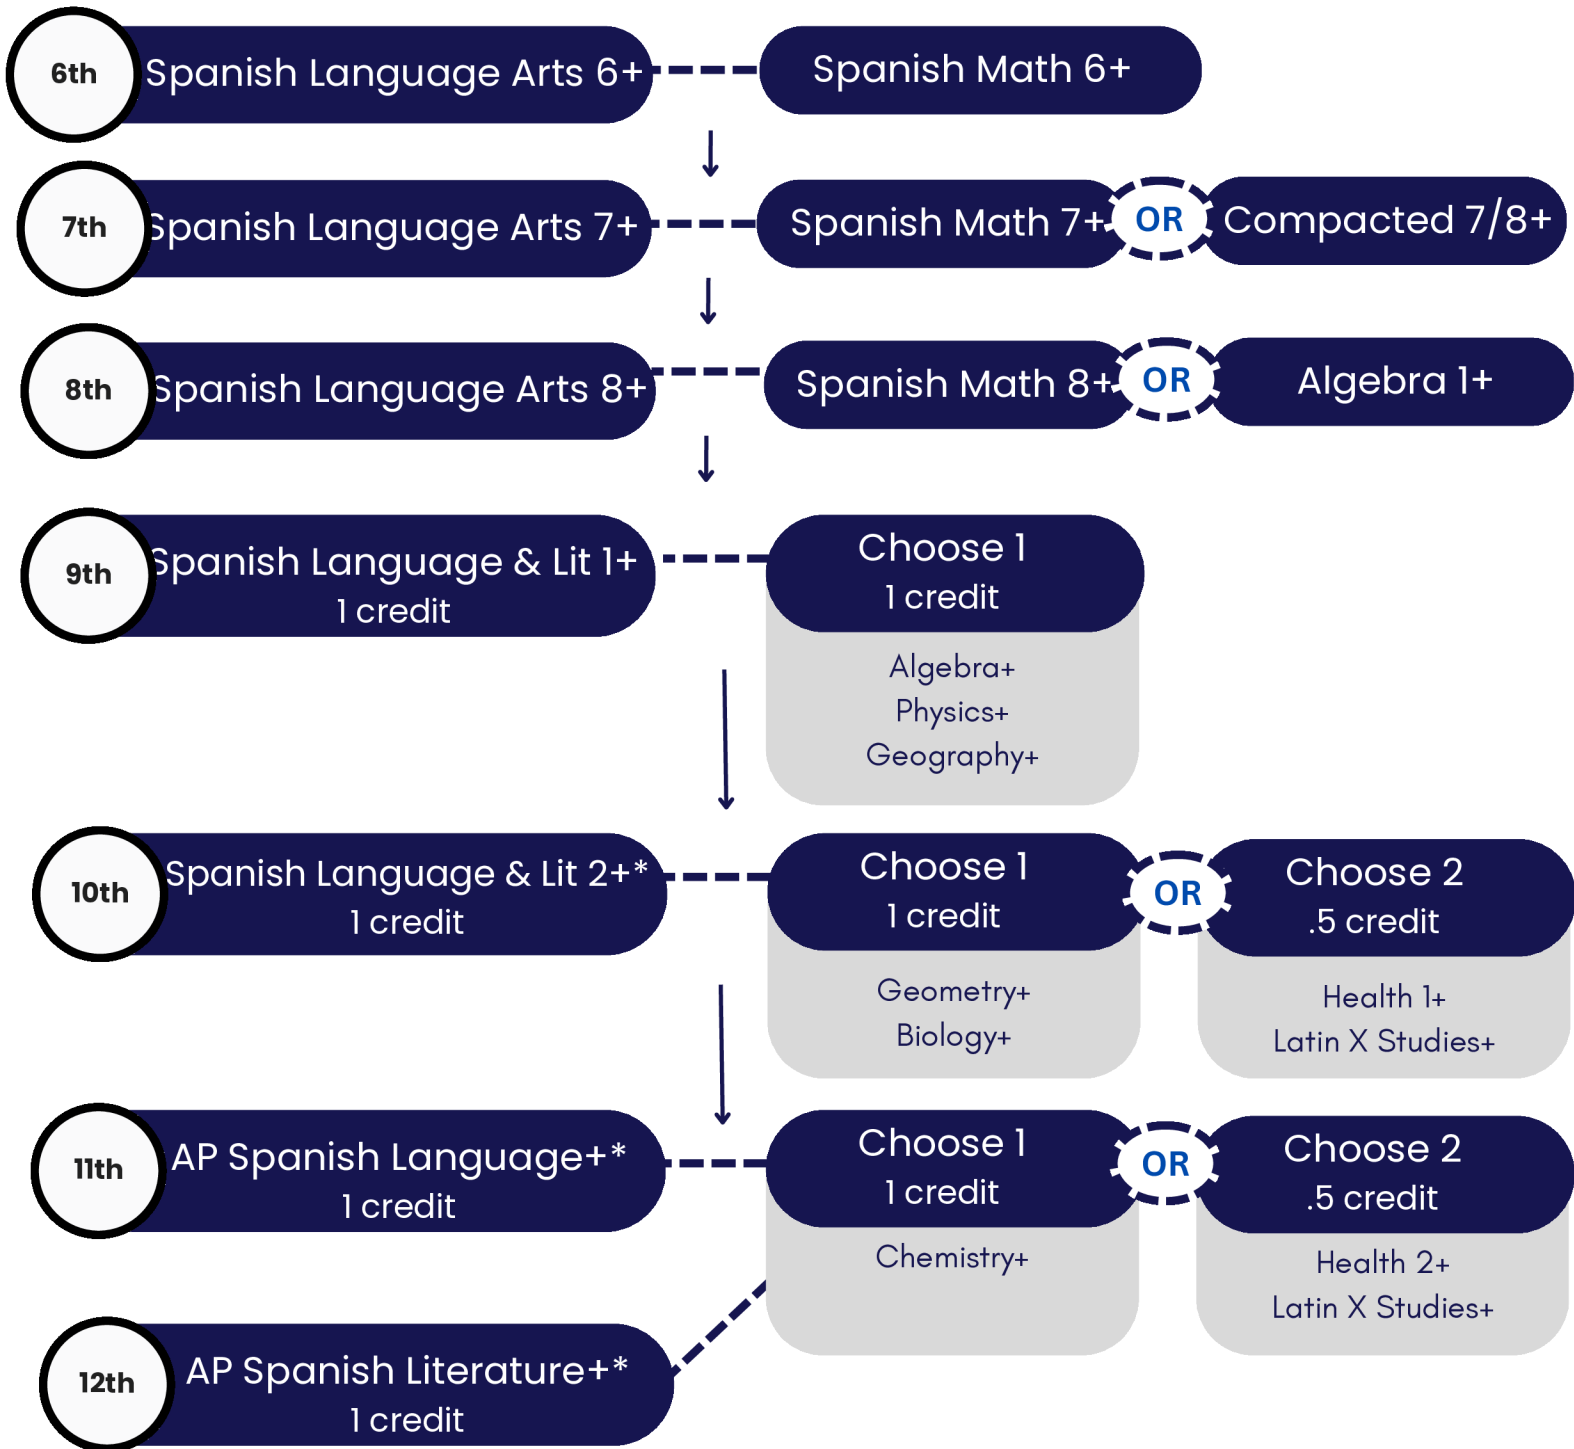 6th
Spanish Language Arts 6+
Spanish Math 6+
7th
Spanish Language Arts 7+
Spanish Math 7+
OR
Compacted 7/8+
8th
Spanish Language Arts 8+
Spanish Math 8+
OR
Algebra 1+
9th
Spanish Language & Lit 1+
1 credit
Choose 1
1 credit
Algebra+
Physics+
Geography+
10th
Spanish Language & Lit 2+*
1 credit
Choose 1
1 credit
Geometry+
Biology+
OR
Choose 2
.5 credit
Health 1+
Latin X Studies+
11th
AP Spanish Language+*
1 credit
Choose 1
1 credit
Chemistry+
OR
Choose 2
.5 credit
Health 2+
Latin X Studies+
12th
AP Spanish Literature+*
1 credit